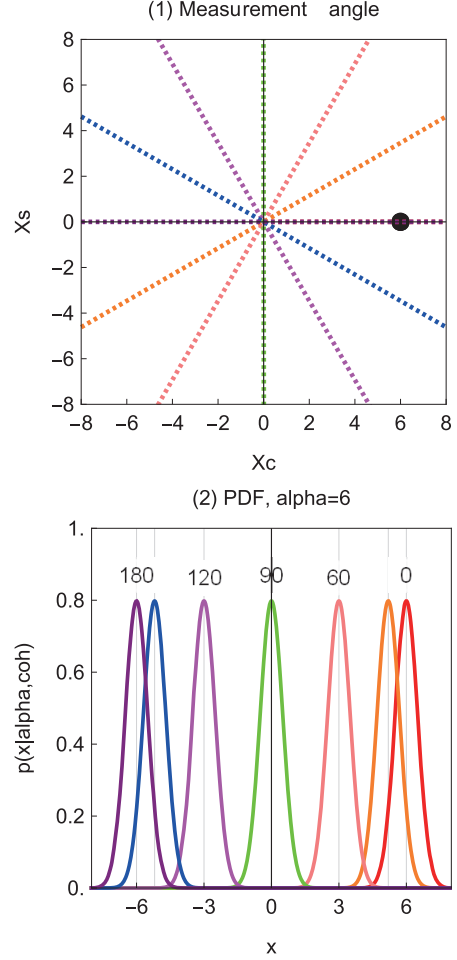 (1) Measurement angle
8
6
4
2
0
−2
−4
−6
−8
Xs
−8 −6 −4 −2 0 2 4 6 8
Xc
(2) PDF, alpha=6
1.
0.8
0.6
0.4
0.2
0.
p(x|alpha,coh)
180 120 90 60 0
−6 −3 0 3 6
x